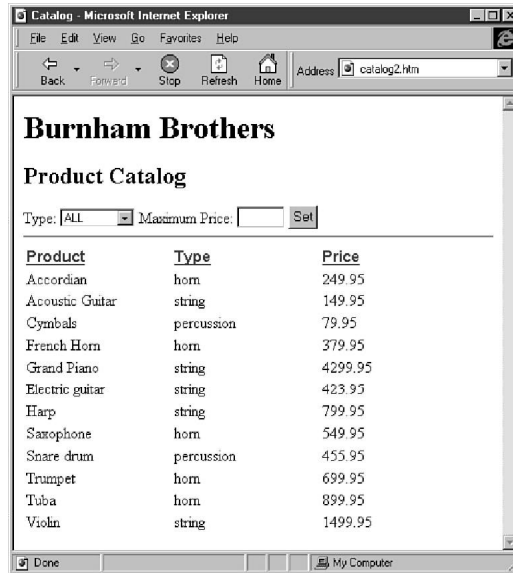 Catalog - Microsoft Internet Explorer
File Edit View Go Favorites Help
Back Forward Stop Refresh Home Address catalog2.htm
Burnham Brothers
Product Catalog
Type: ALL Maximum Price: Set
Product Type Price
Accordian horn 249.95
Acoustic Guitar string 149.95
Cymbals percussion 79.95
French Horn horn 379.95
Grand Piano string 4299.95
Electric guitar string 423.95
Harp string 799.95
Saxophone horn 549.95
Snare drum percussion 455.95
Trumpet horn 699.95
Tuba horn 899.95
Violin string 1499.95
Done My Computer